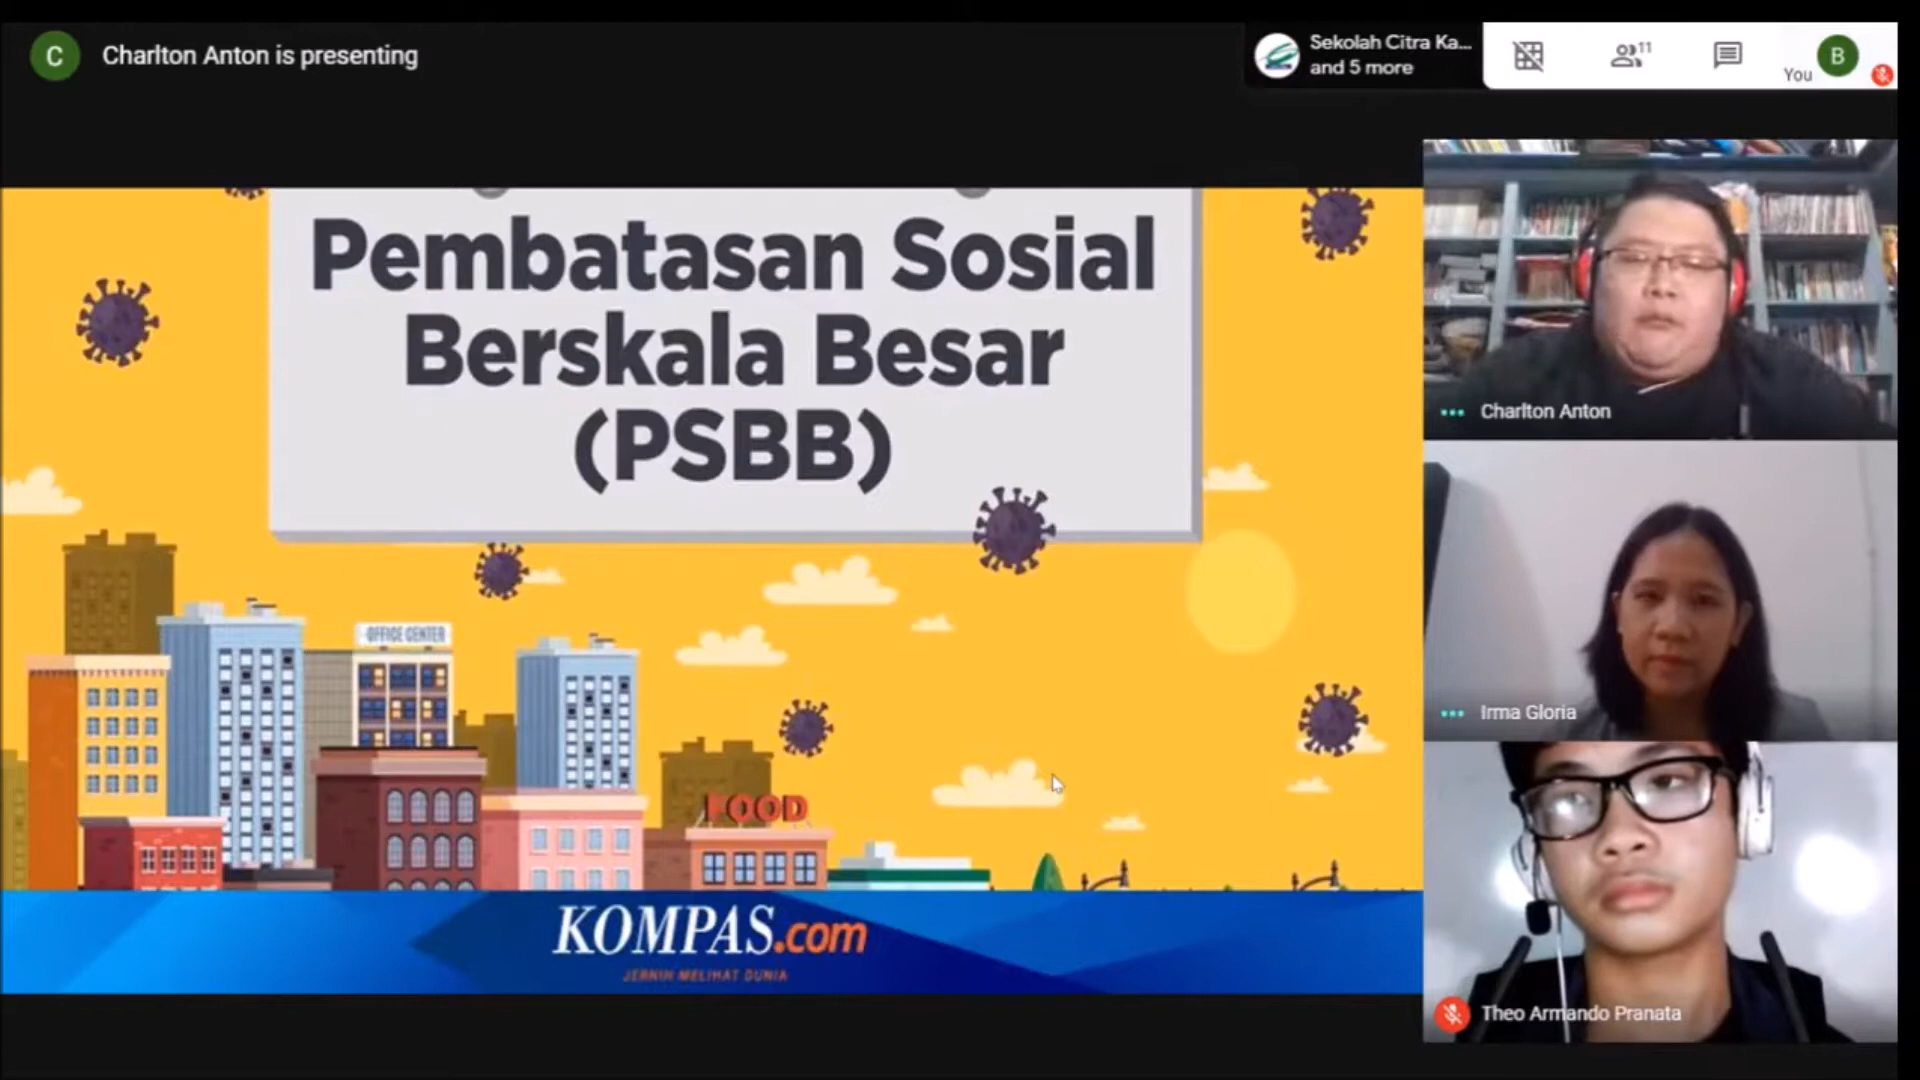 C
Charlton Anton is presenting
Sekolah Citra Ka...
and 5 more
11
You
B
Pembatasan Sosial
Berskala Besar
(PSBB)
OFFICE CENTER
FOOD
KOMPAS.com
JERNIH MELIHAT DUNIA
Charlton Anton
Irma Gloria
Theo Armando Pranata